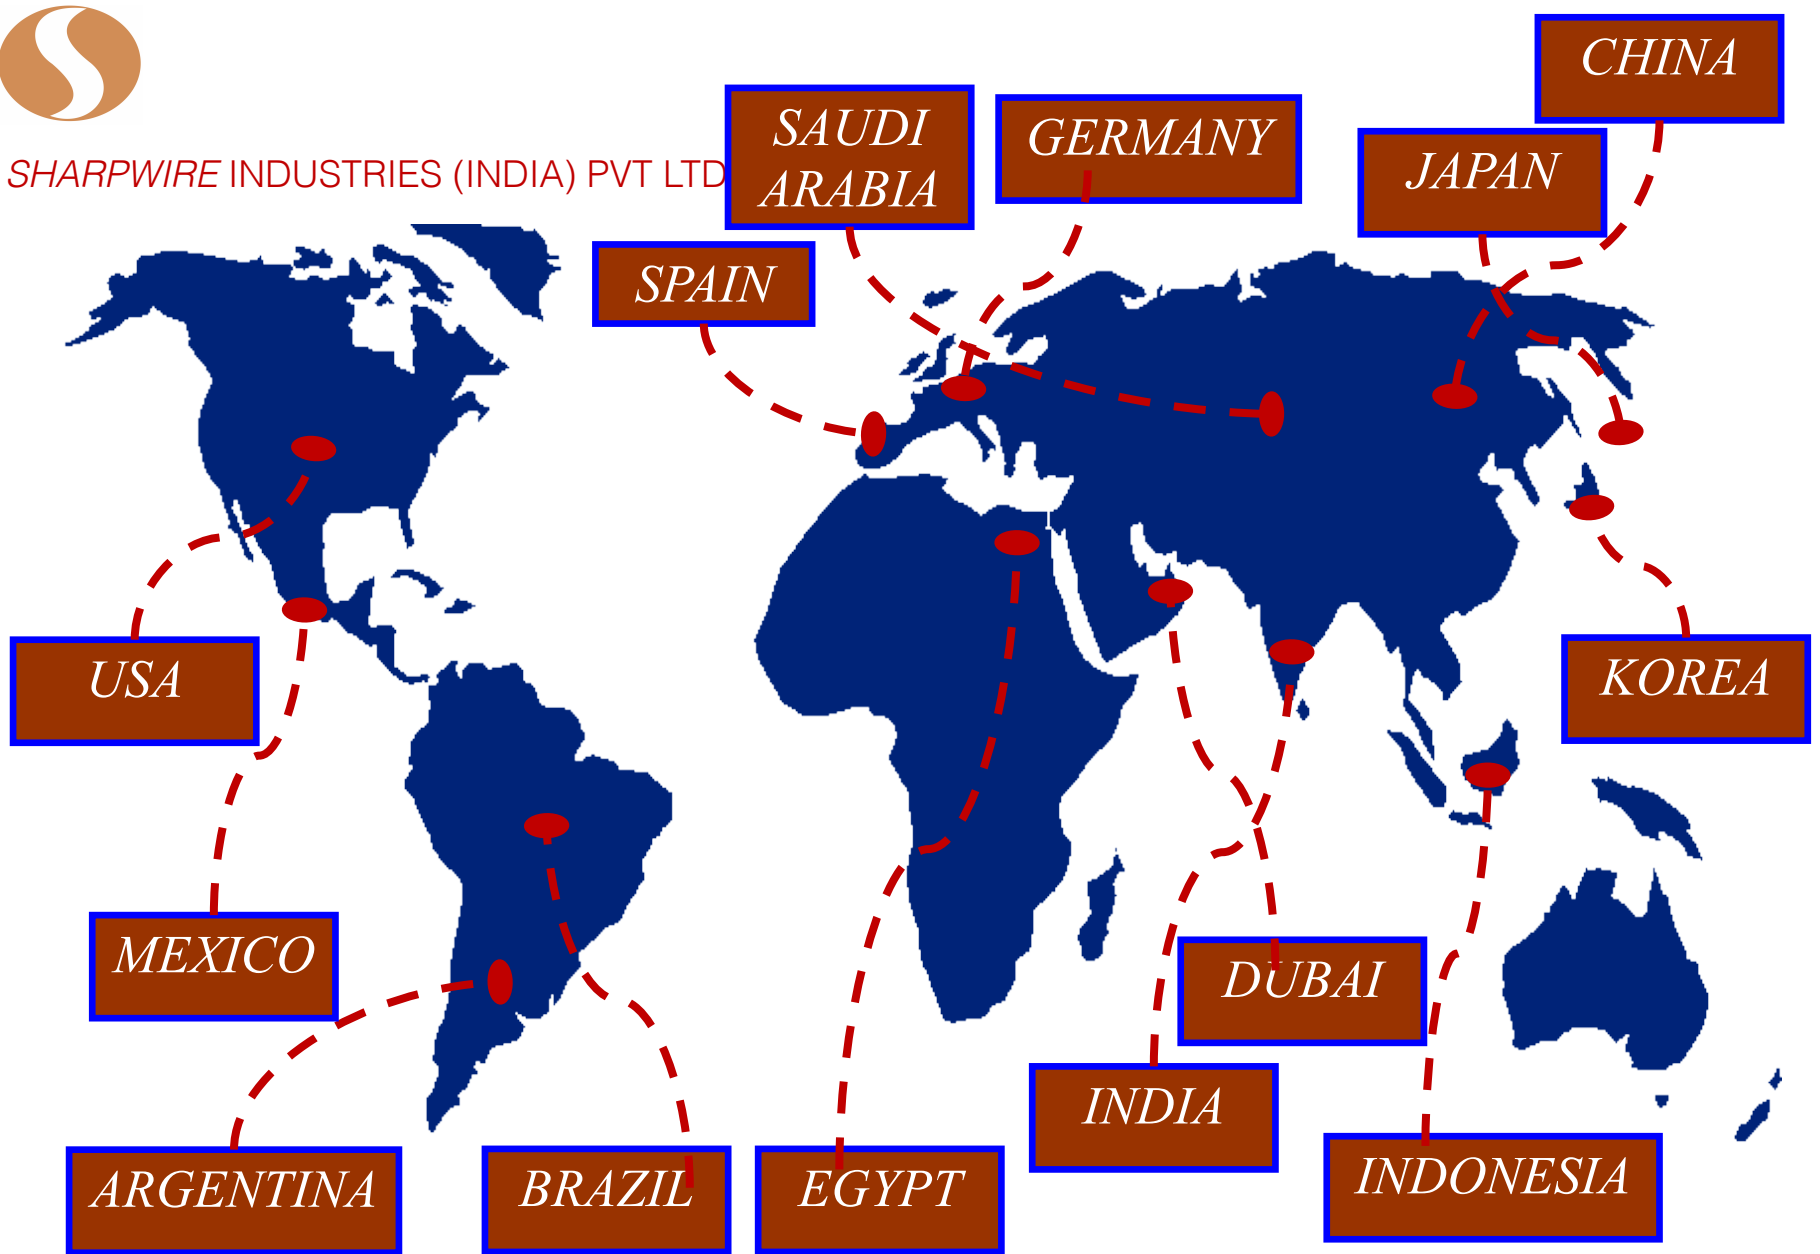 CHINA
SAUDI
ARABIA
GERMANY
JAPAN
SHARPWIRE INDUSTRIES (INDIA) PVT LTD
SPAIN
USA
KOREA
MEXICO
DUBAI
INDIA
ARGENTINA
BRAZIL
EGYPT
INDONESIA